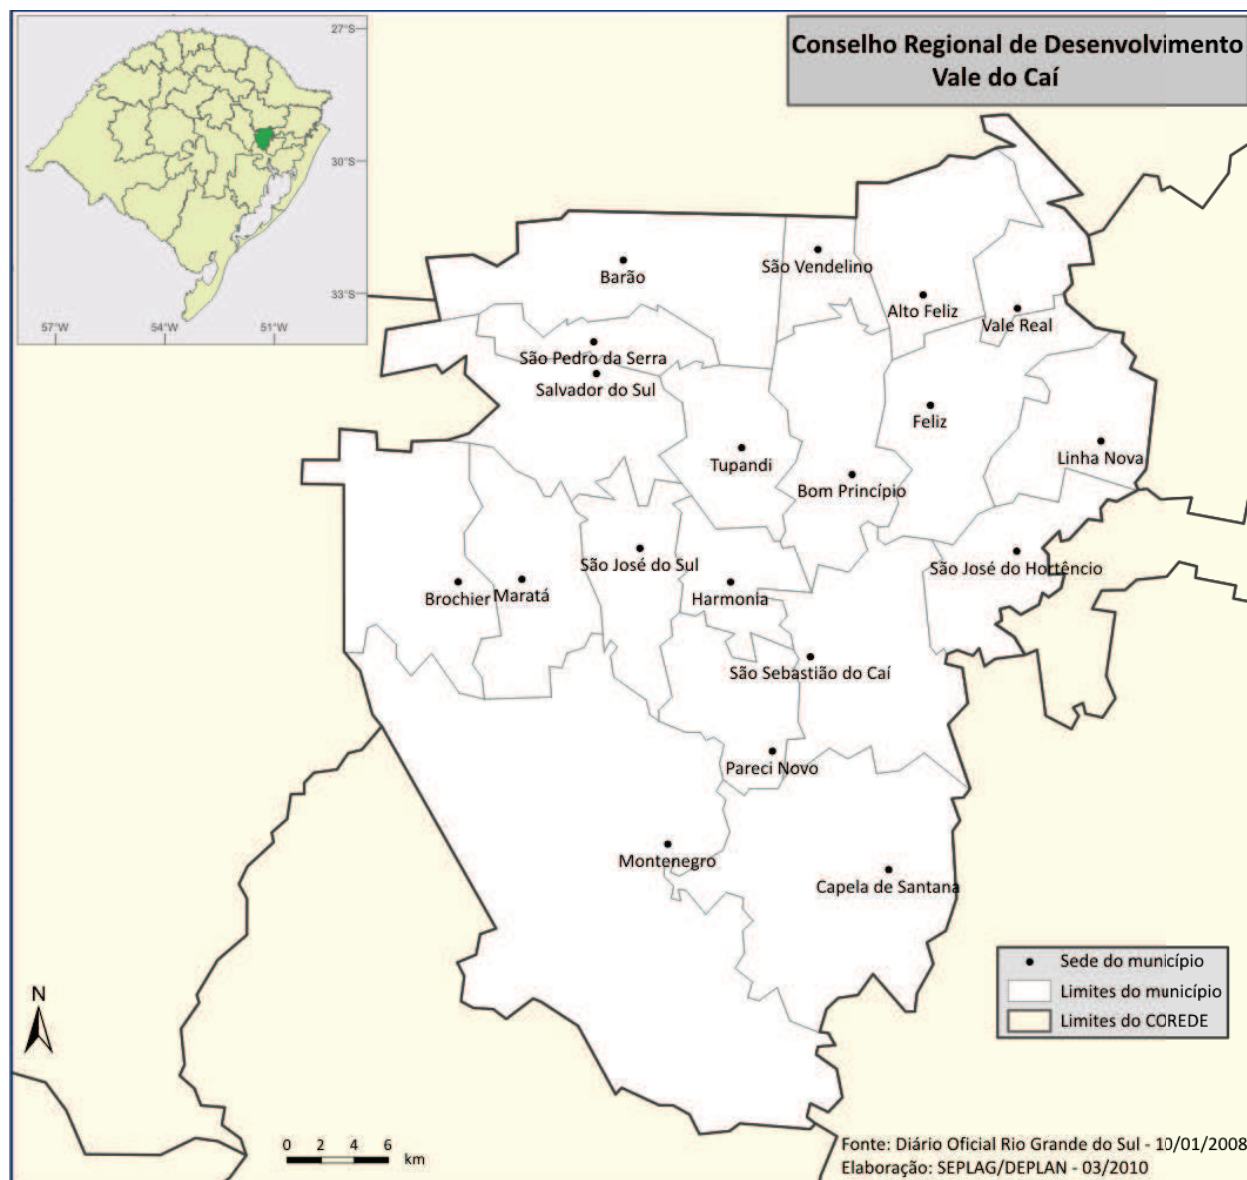 Conselho Regional de Desenvolvimento
Vale do Caí
27°S
30°S
33°S
57°W
54°W
51°W
São Vendelino
Barão
Alto Feliz
Vale Real
São Pedro da Serra
Salvador do Sul
Feliz
Linha Nova
Tupandi
Bom Princípio
São José do Sul
São José do Hortêncio
Brochier
Maratá
Harmonia
São Sebastião do Caí
Pareci Novo
Montenegro
Capela de Santana
Sede do município
Limites do município
Limites do COREDE
N
0 2 4 6
km
Fonte: Diário Oficial Rio Grande do Sul - 10/01/2008
Elaboração: SEPLAG/DEPLAN - 03/2010